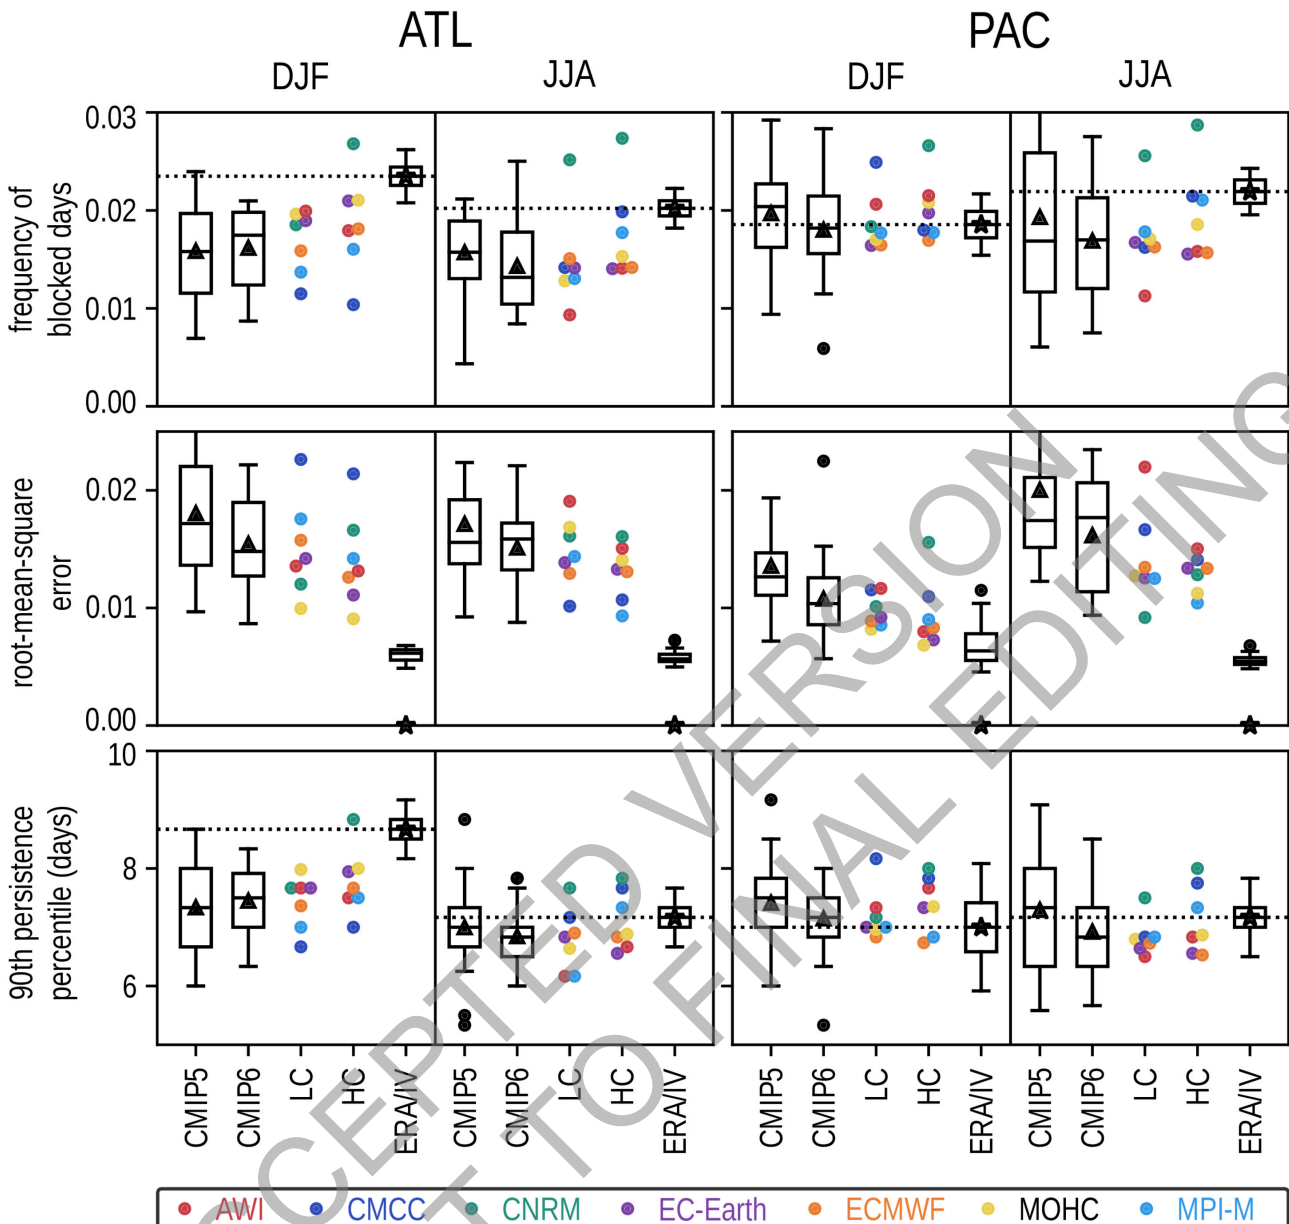 ATL PAC
DJF JJA DJF JJA
frequency of
blocked days
0.03
0.02
0.01
0.00
root-mean-square
error
0.02
0.01
0.00
90th persistence
percentile (days)
10
8
6
CMIP5 CMIP6 LC HC ERA/IV CMIP5 CMIP6 LC HC ERA/IV CMIP5 CMIP6 LC HC ERA/IV CMIP5 CMIP6 LC HC ERA/IV
AWI CMCC CNRM EC-Earth ECMWF MOHC MPI-M
CEPTED VERSION
T TO FINAL EDITING